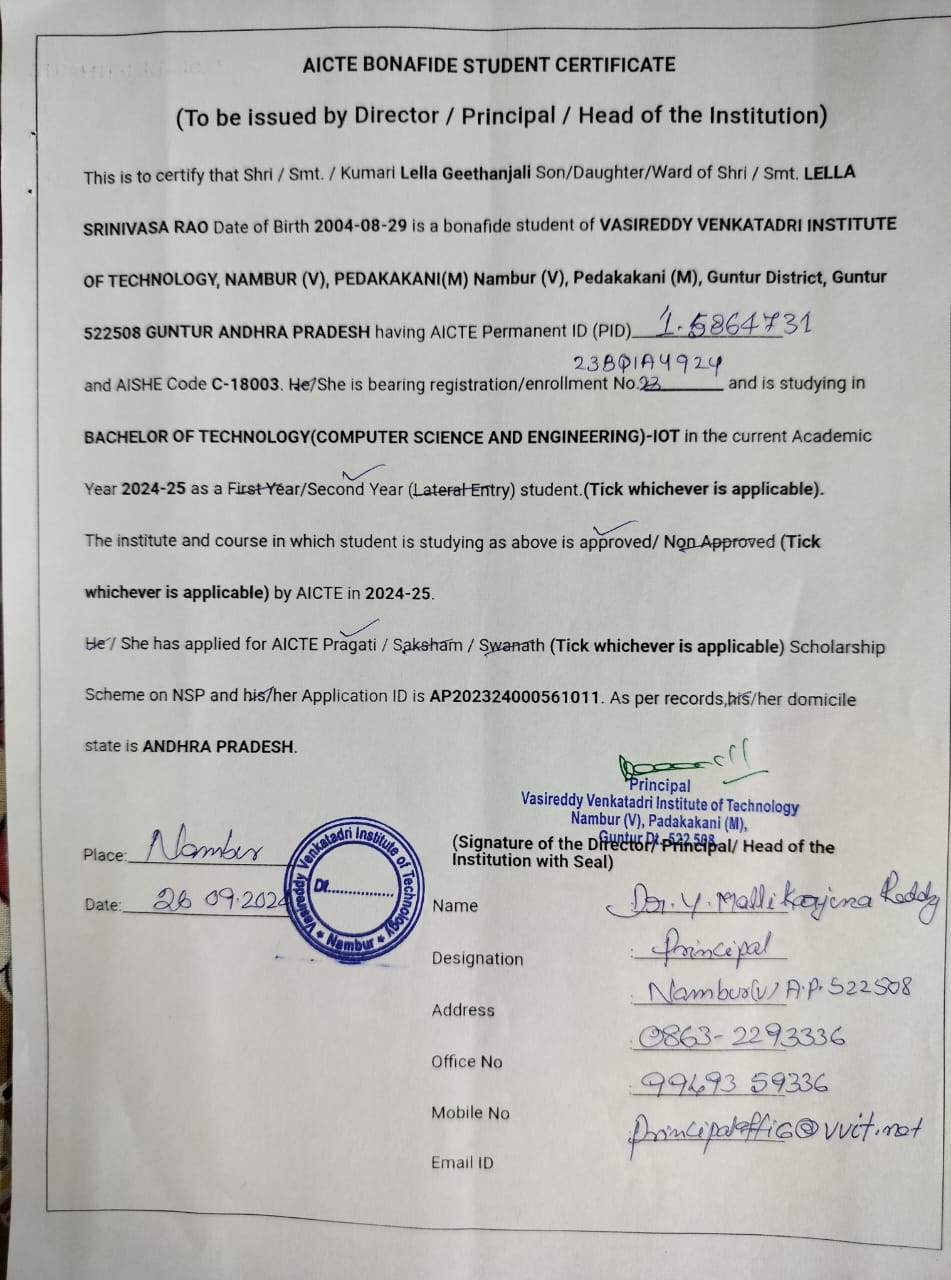 AICTE BONAFIDE STUDENT CERTIFICATE
(To be issued by Director / Principal / Head of the Institution)
This is to certify that Shri / Smt. / Kumari Lella Geethanjali Son/Daughter/Ward of Shri / Smt. LELLA
SRINIVASA RAO Date of Birth 2004-08-29 is a bonafide student of VASIREDDY VENKATADRI INSTITUTE
OF TECHNOLOGY, NAMBUR (V), PEDAKAKANI(M) Nambur (V), Pedakakani (M), Guntur District, Guntur
522508 GUNTUR ANDHRA PRADESH having AICTE Permanent ID (PID) 1-5864731
23BQ1A4924
and AISHE Code C-18003. He/She is bearing registration/enrollment No.23 and is studying in
BACHELOR OF TECHNOLOGY(COMPUTER SCIENCE AND ENGINEERING)-IOT in the current Academic
Year 2024-25 as a First Year/Second Year (Lateral Entry) student.(Tick whichever is applicable).
The institute and course in which student is studying as above is approved/ Non Approved (Tick
whichever is applicable) by AICTE in 2024-25.
He / She has applied for AICTE Pragati / Saksham / Swanath (Tick whichever is applicable) Scholarship
Scheme on NSP and his/her Application ID is AP202324000561011. As per records,his/her domicile
state is ANDHRA PRADESH.
Principal
Vasireddy Venkatadri Institute of Technology
Nambur (V), Padakakani (M),
Guntur Dt. 522 508
(Signature of the Director/ Principal/ Head of the
Institution with Seal)
Place: Nambur
Date: 26 09.2024
Vasireddy Venkatadri Institute of Technology
Dt..................
Nambur
Name Dr. Y. Mallikarjuna Reddy
Designation : Principal
Address : Nambur(V) A.P. 522508
Office No : 0863-2293336
Mobile No : 99493 59336
Email ID